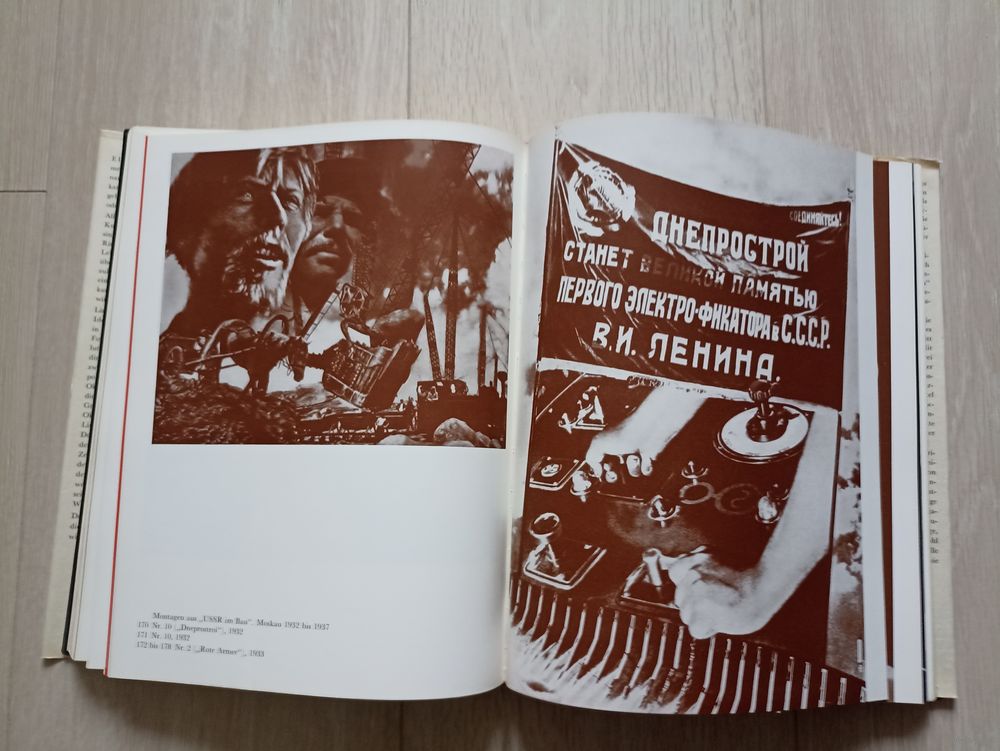 Montagen aus „USSR im Bau“. Moskau 1932 bis 1937
170 Nr. 10 („Dneprostroi“), 1932
171 Nr. 10, 1932
172 bis 178 Nr. 2 („Rote Armee“), 1933
СОЕДИНЯЙТЕСЬ!
ДНЕПРОСТРОЙ
СТАНЕТ ВЕЛИКОЙ ПАМЯТЬЮ
ПЕРВОГО ЭЛЕКТРО-ФИКАТОРА в С.С.С.Р.
В.И. ЛЕНИНА